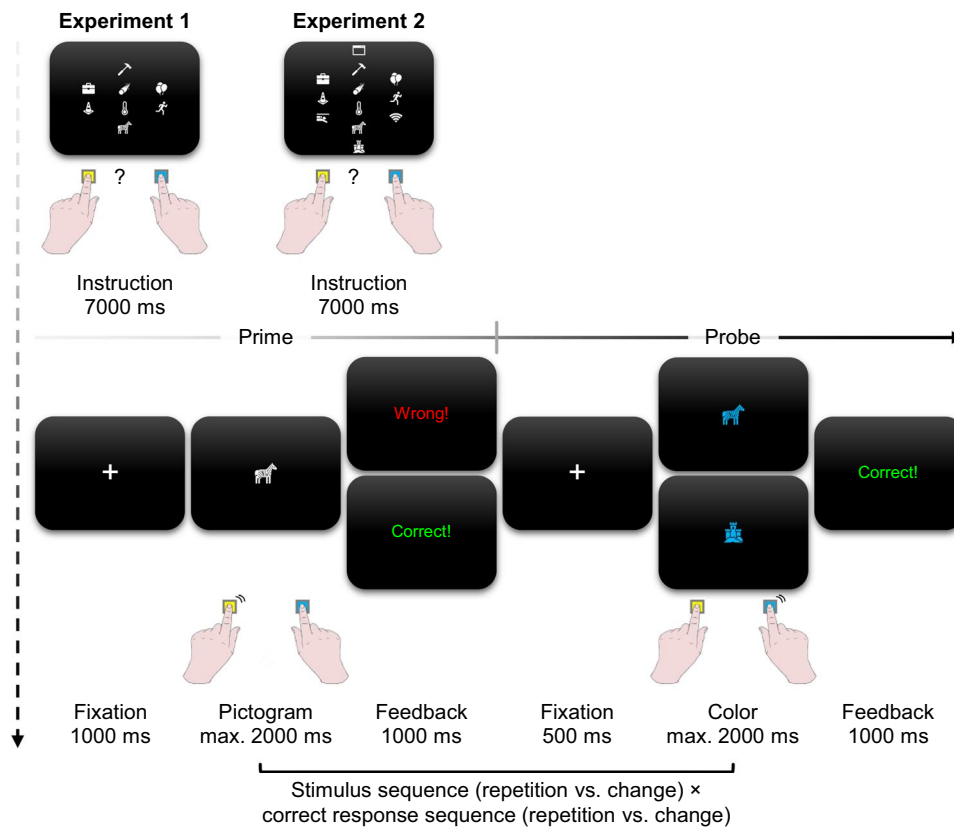 Experiment 1
Experiment 2
?
?
Instruction
7000 ms
Instruction
7000 ms
Prime
Probe
Wrong!
Correct!
Correct!
Fixation
1000 ms
Pictogram
max. 2000 ms
Feedback
1000 ms
Fixation
500 ms
Color
max. 2000 ms
Feedback
1000 ms
Stimulus sequence (repetition vs. change) ×
correct response sequence (repetition vs. change)